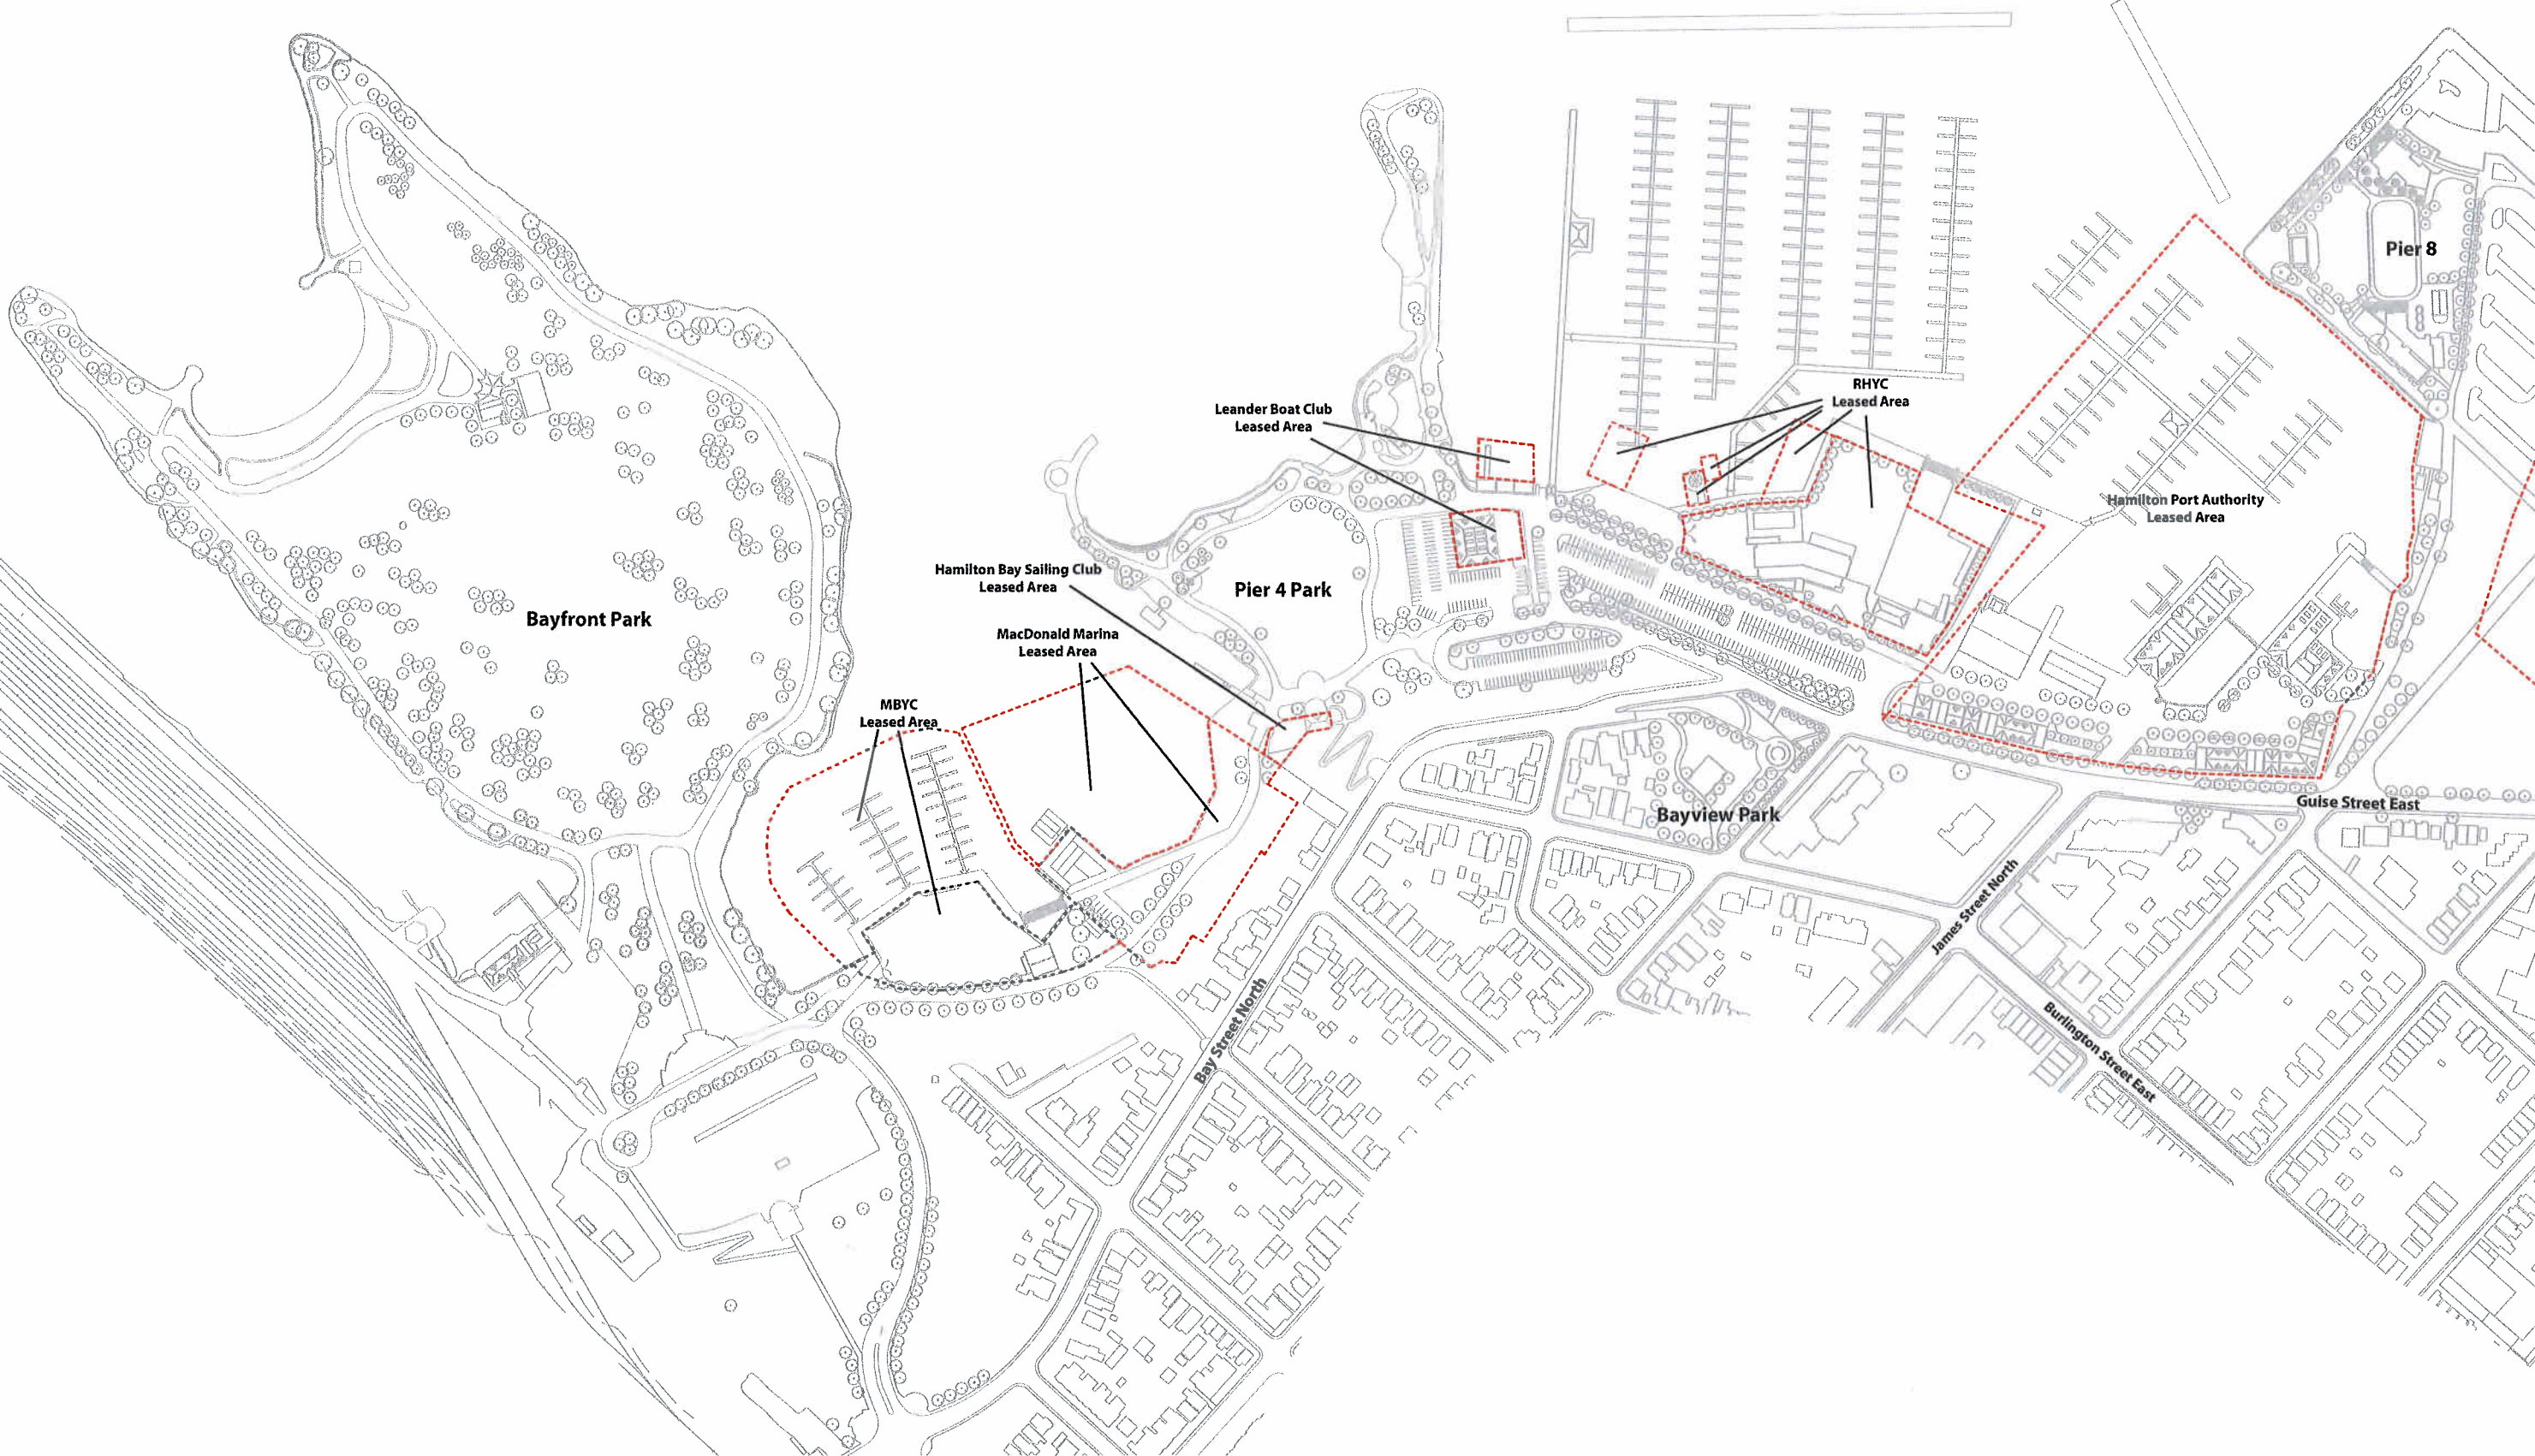 Pier 8
RHYC
Leased Area
Leander Boat Club
Leased Area
Hamilton Port Authority
Leased Area
Hamilton Bay Sailing Club
Leased Area
Pier 4 Park
Bayfront Park
MacDonald Marina
Leased Area
MBYC
Leased Area
Guise Street East
Bayview Park
James Street North
Bay Street North
Burlington Street East